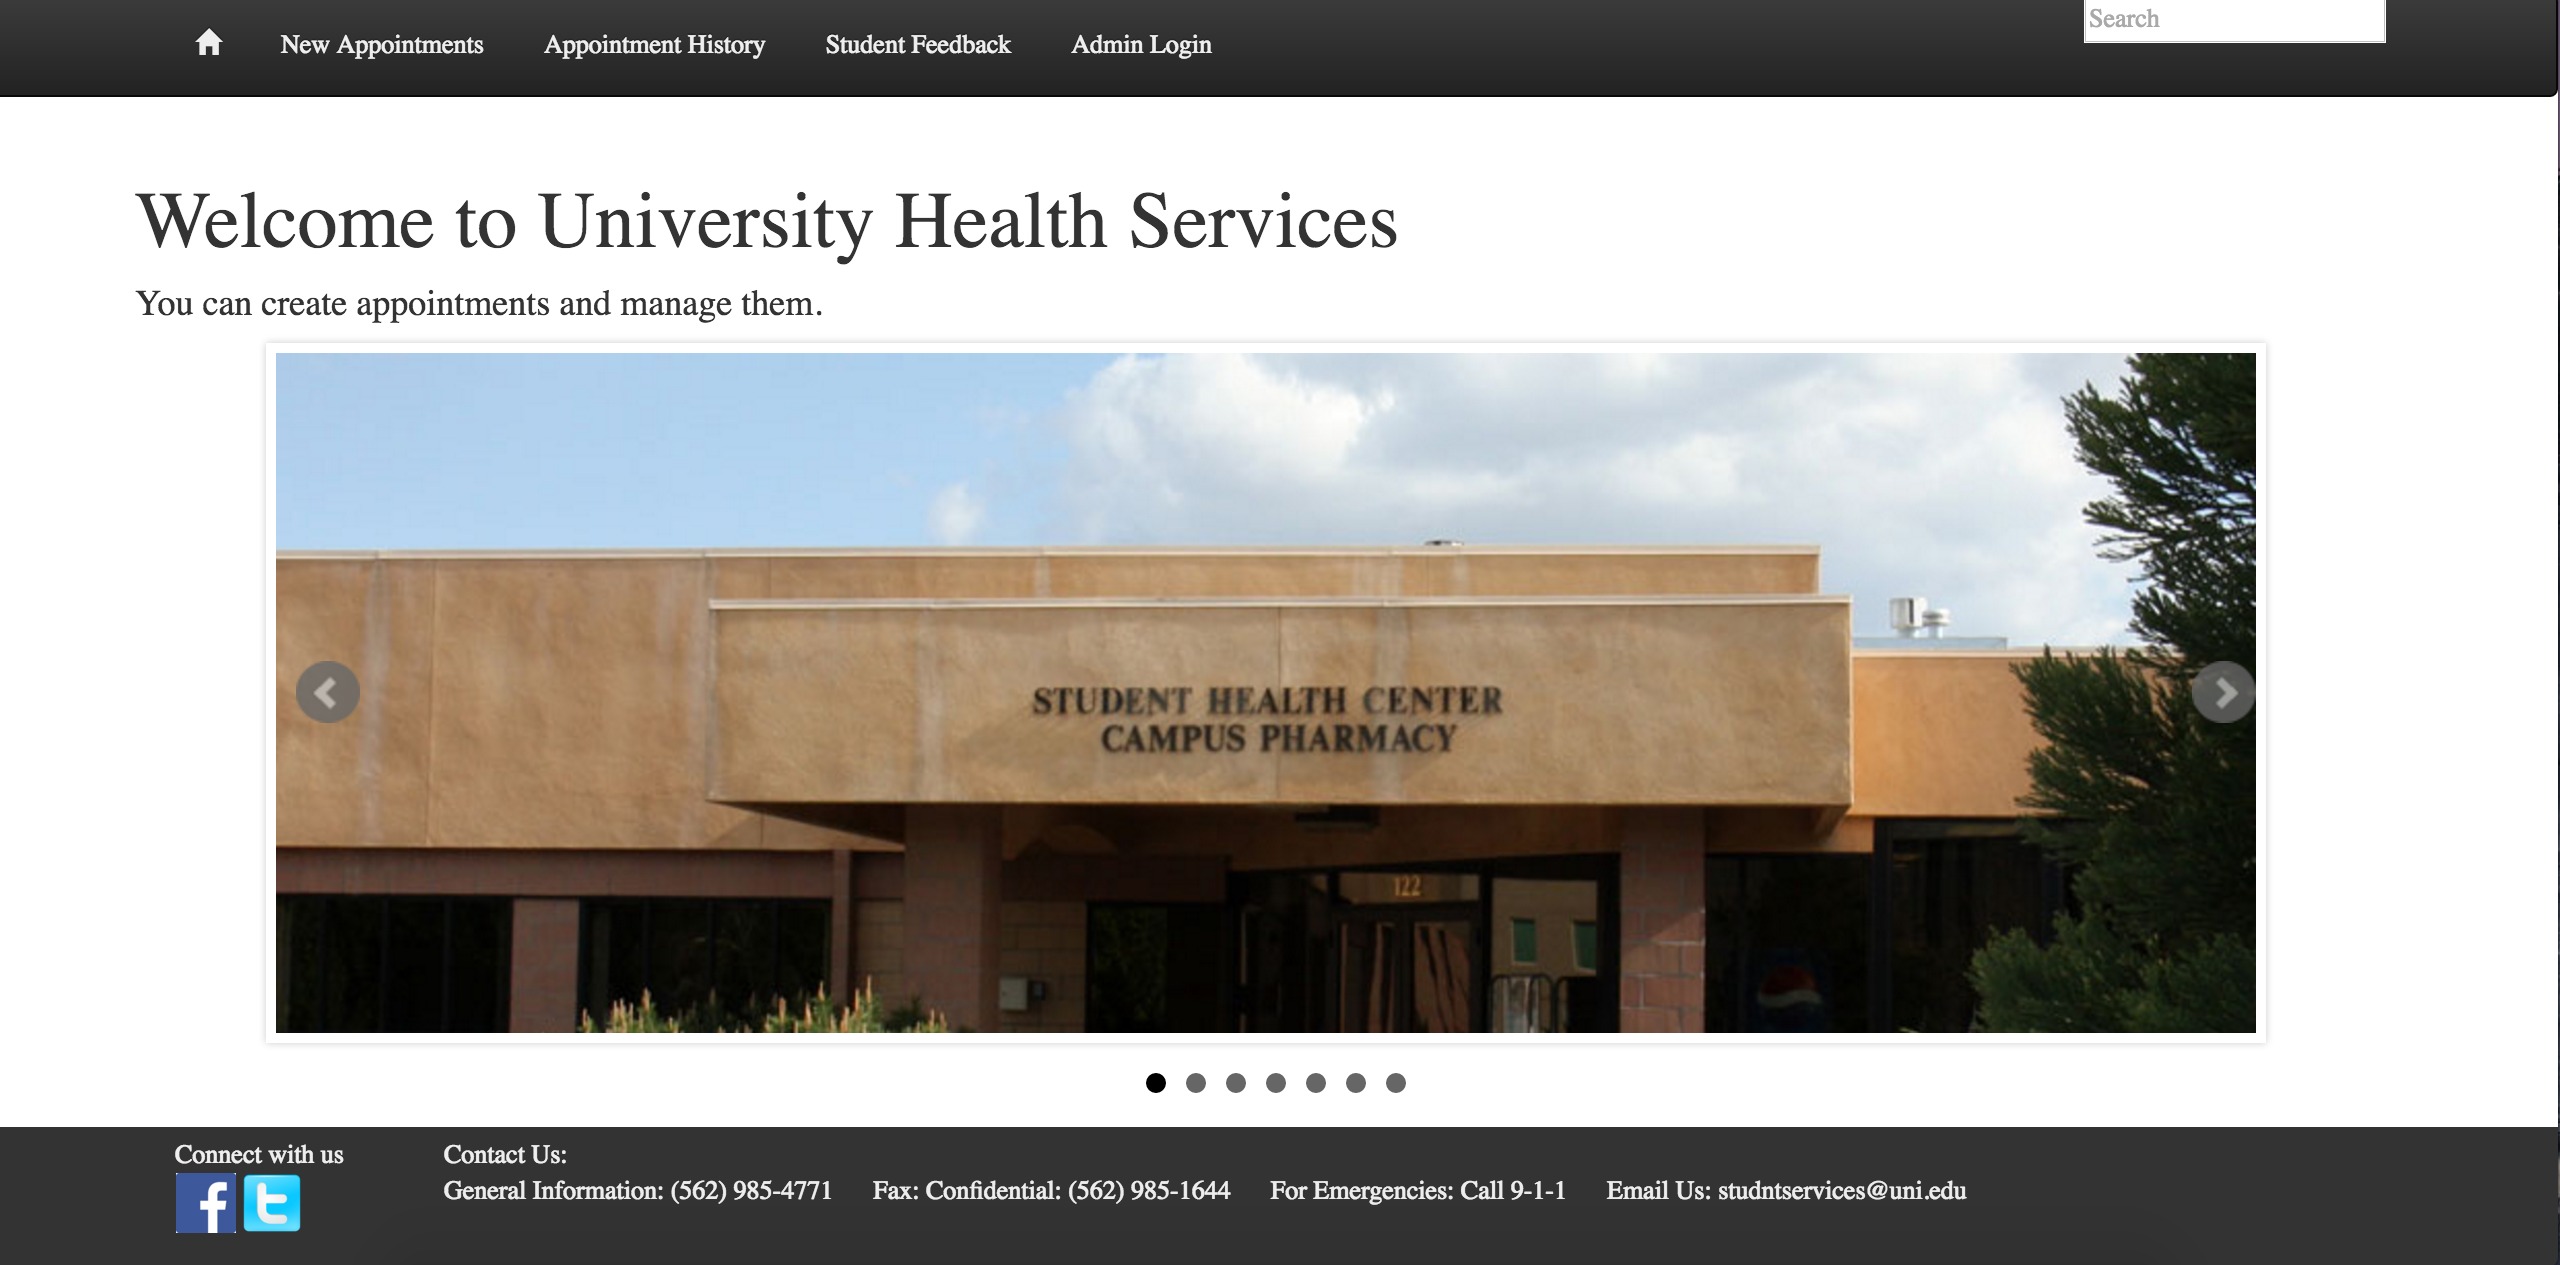 New Appointments Appointment History Student Feedback Admin Login Search
Welcome to University Health Services
You can create appointments and manage them.
STUDENT HEALTH CENTER
CAMPUS PHARMACY
122
Connect with us Contact Us:
General Information: (562) 985-4771 Fax: Confidential: (562) 985-1644 For Emergencies: Call 9-1-1 Email Us: studntservices@uni.edu